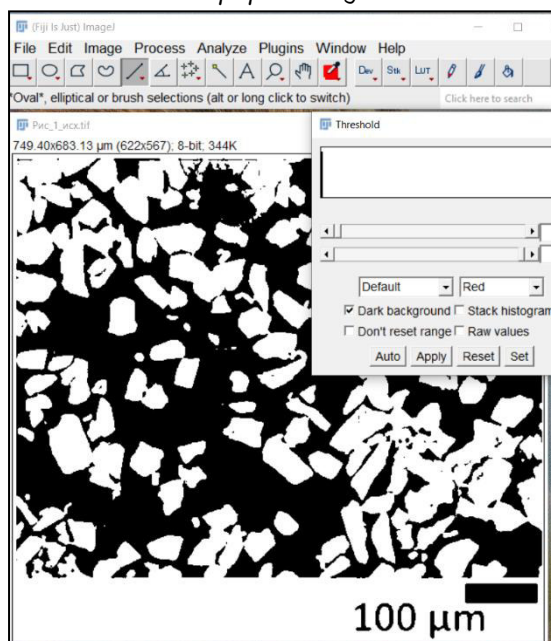 (Fiji Is Just) ImageJ
File Edit Image Process Analyze Plugins Window Help
A Dev Stk LUT
*Oval*, elliptical or brush selections (alt or long click to switch)
Click here to search
Рис_1_исх.tif
749.40x683.13 µm (622x567); 8-bit; 344K
Threshold
Default Red
Dark background Stack histogram
Don't reset range Raw values
Auto Apply Reset Set
100 µm